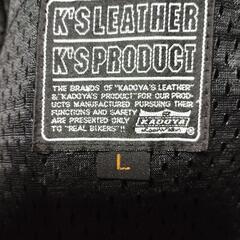 K'S LEATHER
K'S PRODUCT
THE BRANDS OF "KADOYA'S LEATHER"
& "KADOYA'S PRODUCT" FOR OUR PROD-
UCTS MANUFACTURED PURSUING THEIR
FUNCTIONS AND SAFETY
ARE PRESENTED ONLY
TO "REAL BIKERS"!!
KADOYA
L